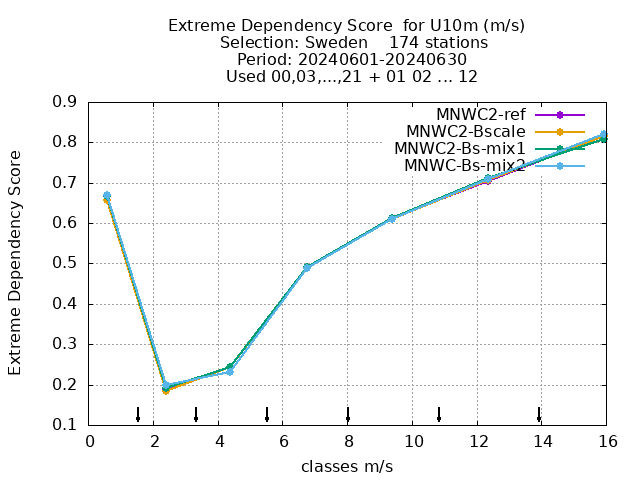 Extreme Dependency Score  for U10m (m/s)
Selection: Sweden    174 stations
Period: 20240601-20240630
Used 00,03,...,21 + 01 02 ... 12
MNWC2-ref
MNWC2-Bscale
MNWC2-Bs-mix1
MNWC-Bs-mix2
Extreme Dependency Score
0.9
0.8
0.7
0.6
0.5
0.4
0.3
0.2
0.1
0 2 4 6 8 10 12 14 16
classes m/s